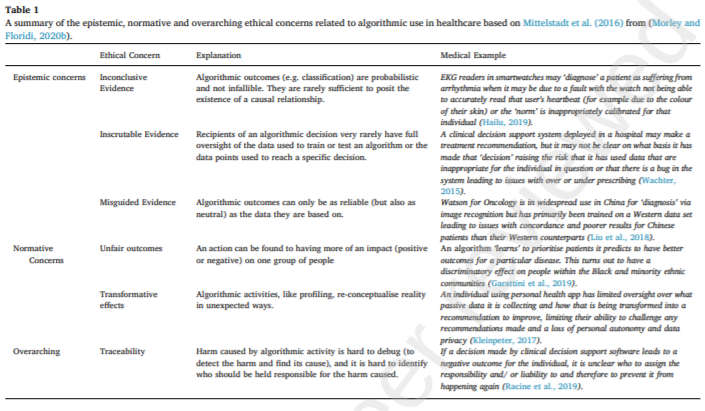 Table 1
A summary of the epistemic, normative and overarching ethical concerns related to algorithmic use in healthcare based on Mittelstadt et al. (2016) from (Morley and
Floridi, 2020b).
Ethical Concern Explanation Medical Example
Epistemic concerns Inconclusive Evidence
Algorithmic outcomes (e.g. classification) are probabilistic
and not infallible. They are rarely sufficient to posit the
existence of a causal relationship.
EKG readers in smartwatches may 'diagnose' a patient as suffering from
arrhythmia when it may be due to a fault with the watch not being able
to accurately read that user's heartbeat (for example due to the colour
of their skin) or the 'norm' is inappropriately calibrated for that
individual (Hailu, 2019).
Inscrutable Evidence
Recipients of an algorithmic decision very rarely have full
oversight of the data used to train or test an algorithm or the
data points used to reach a specific decision.
A clinical decision support system deployed in a hospital may make a
treatment recommendation, but it may not be clear on what basis it has
made that 'decision' raising the risk that it has used data that are
inappropriate for the individual in question or that there is a bug in the
system leading to issues with over or under prescribing (Wachter,
2015).
Misguided Evidence
Algorithmic outcomes can only be as reliable (but also as
neutral) as the data they are based on.
Watson for Oncology is in widespread use in China for 'diagnosis' via
image recognition but has primarily been trained on a Western data set
leading to issues with concordance and poorer results for Chinese
patients than their Western counterparts (Liu et al., 2018).
Normative
Concerns
Unfair outcomes
An action can be found to having more of an impact (positive
or negative) on one group of people
An algorithm 'learns' to prioritise patients it predicts to have better
outcomes for a particular disease. This turns out to have a
discriminatory effect on people within the Black and minority ethnic
communities (Garattini et al., 2019).
Transformative
effects
Algorithmic activities, like profiling, re-conceptualise reality
in unexpected ways.
An individual using personal health app has limited oversight over what
passive data it is collecting and how that is being transformed into a
recommendation to improve, limiting their ability to challenge any
recommendations made and a loss of personal autonomy and data
privacy (Kleinpeter, 2017).
Overarching
Traceability
Harm caused by algorithmic activity is hard to debug (to
detect the harm and find its cause), and it is hard to identify
who should be held responsible for the harm caused.
If a decision made by clinical decision support software leads to a
negative outcome for the individual, it is unclear who to assign the
responsibility and/ or liability to and therefore to prevent it from
happening again (Racine et al., 2019).
er reviewed